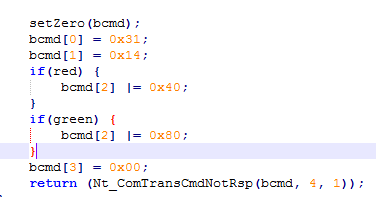 setZero(bcmd);
bcmd[0] = 0x31;
bcmd[1] = 0x14;
if(red) {
    bcmd[2] |= 0x40;
}
if(green) {
    bcmd[2] |= 0x80;
}
bcmd[3] = 0x00;
return (Nt_ComTransCmdNotRsp(bcmd, 4, 1));